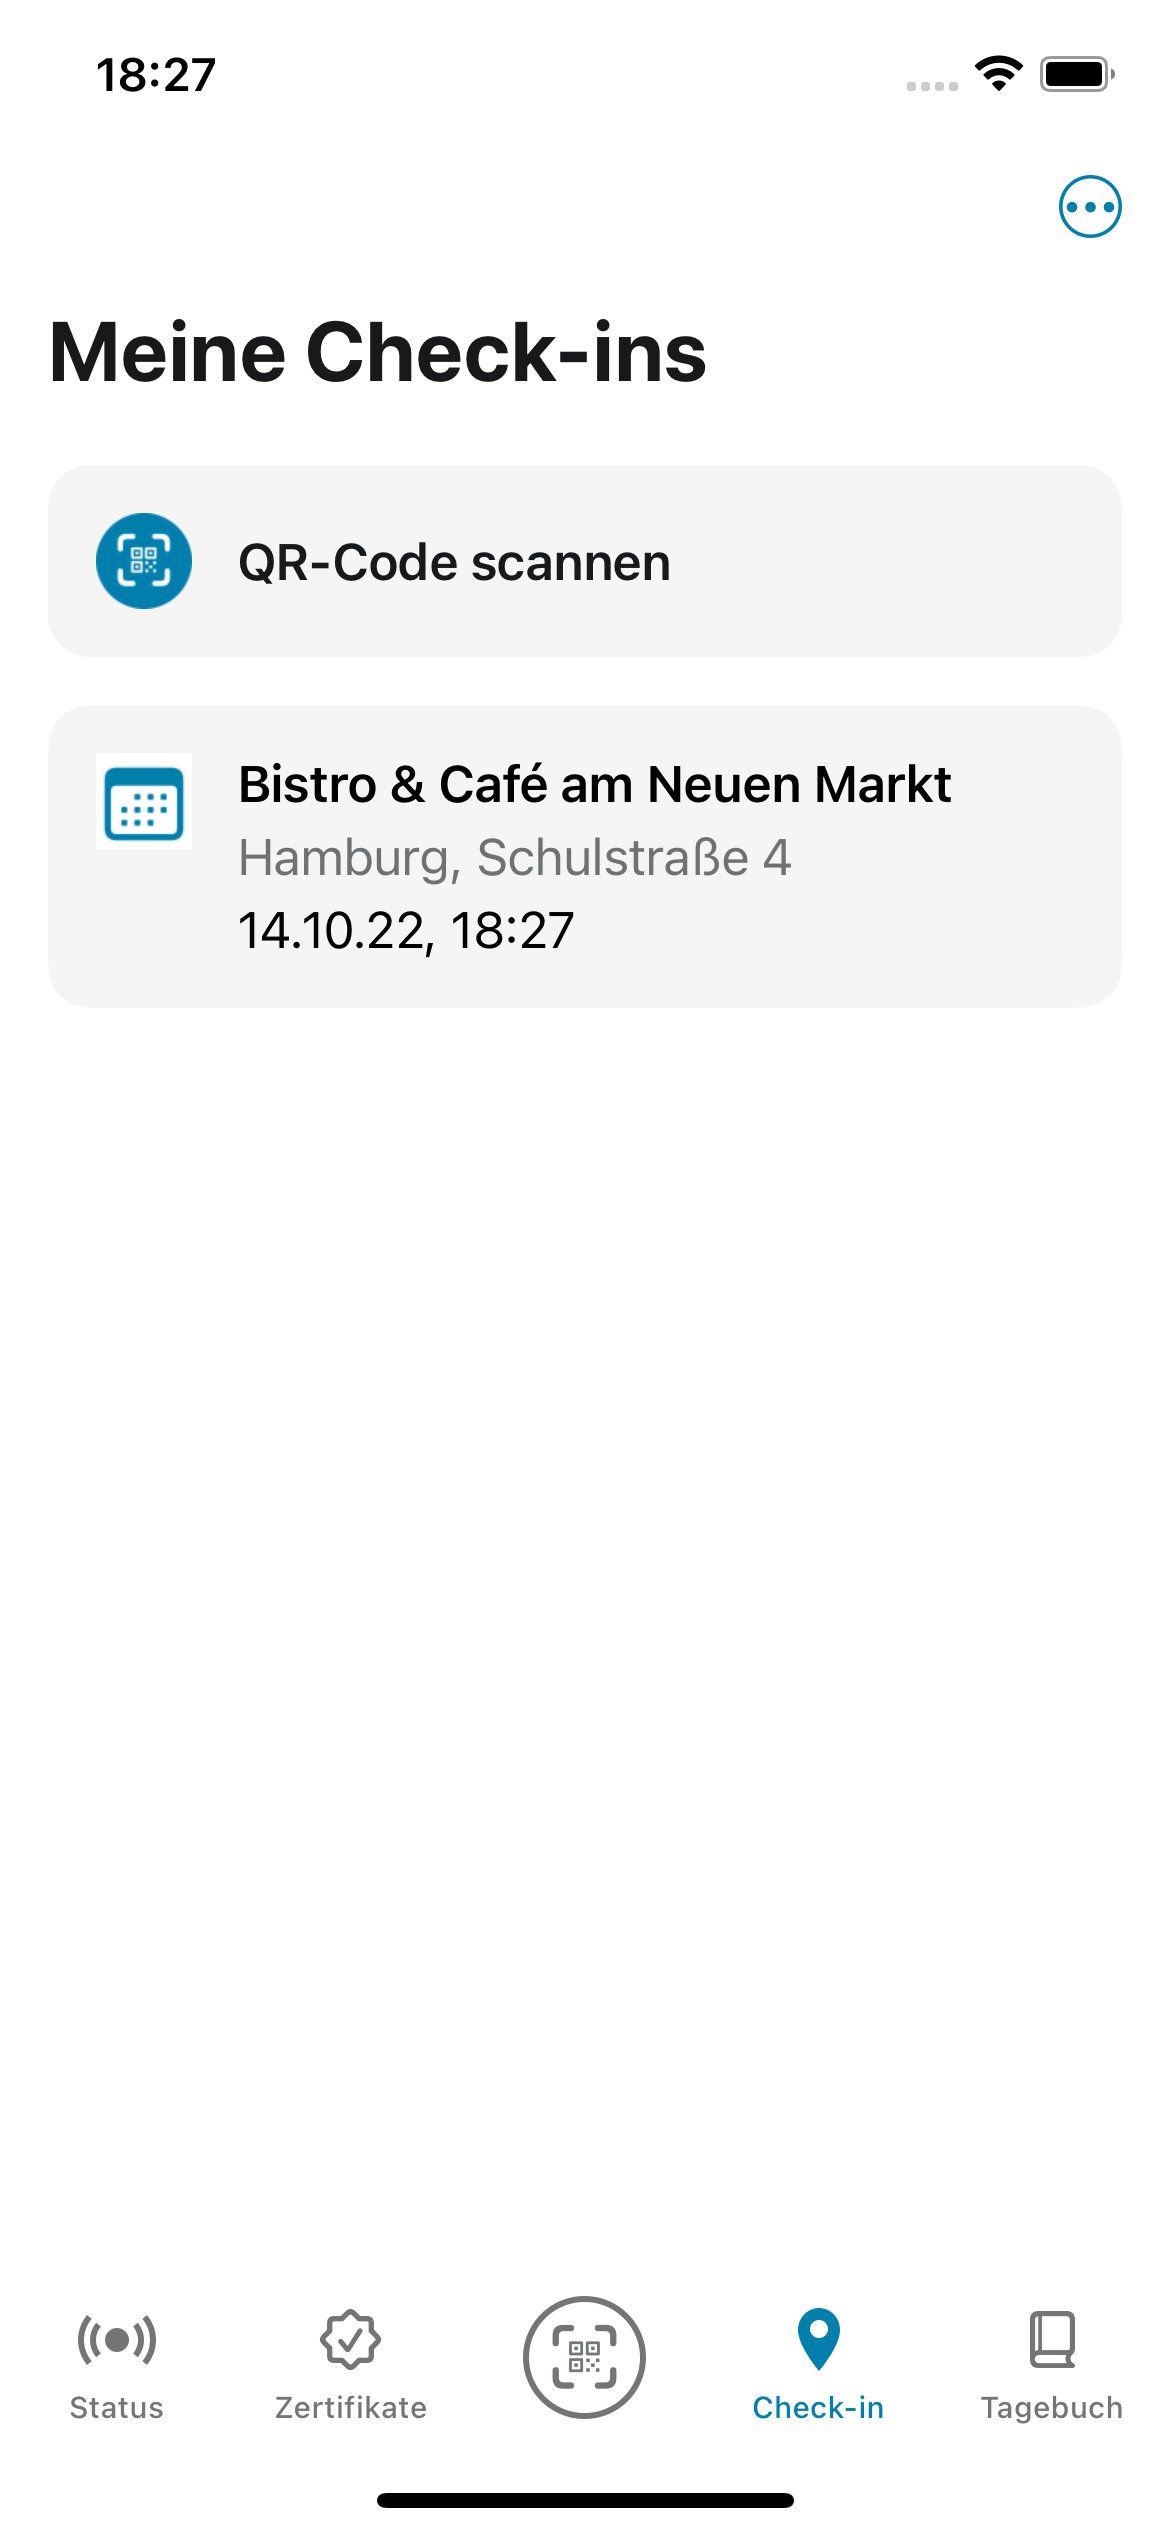 18:27
Meine Check-ins
QR-Code scannen
Bistro & Café am Neuen Markt
Hamburg, Schulstraße 4
14.10.22, 18:27
Status
Zertifikate
Check-in
Tagebuch